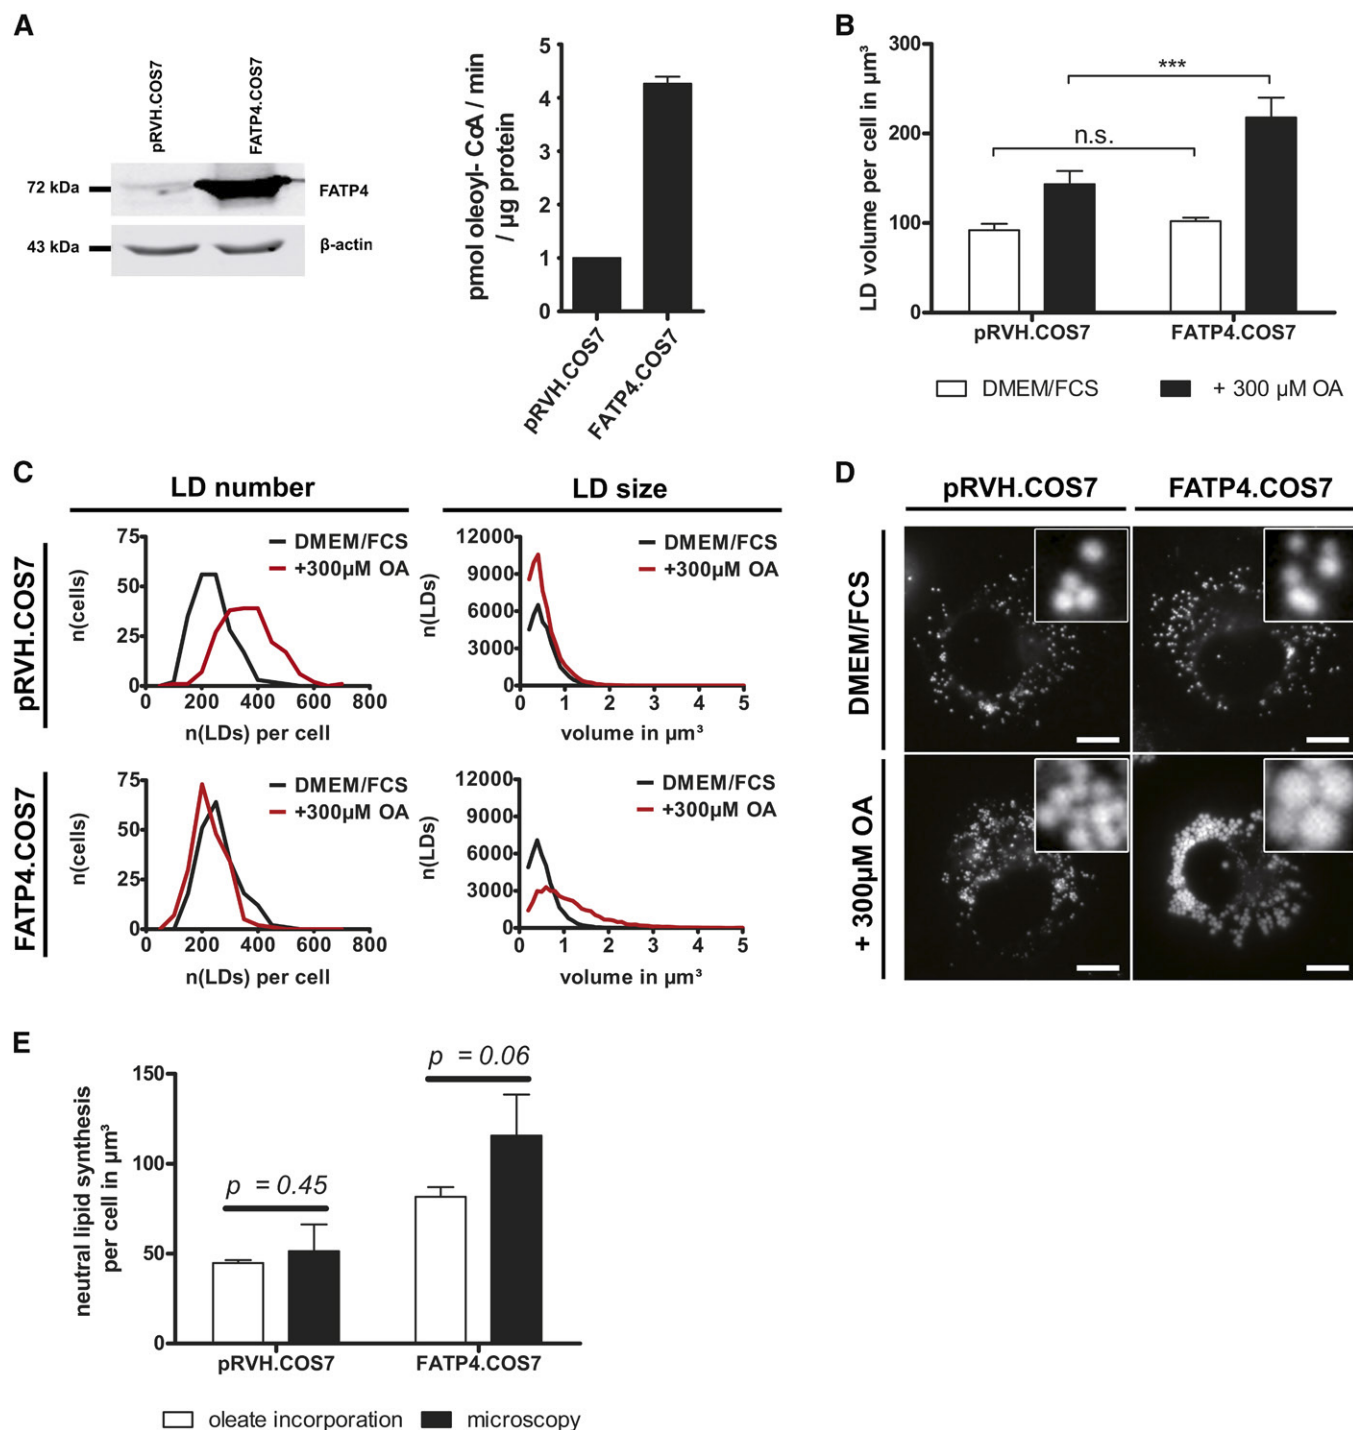 A
pRVH.COS7
FATP4.COS7
72 kDa
FATP4
43 kDa
β-actin
pmol oleoyl- CoA / min
/ µg protein
5
4
3
2
1
0
pRVH.COS7
FATP4.COS7
B
LD volume per cell in µm³
300
200
100
0
***
n.s.
pRVH.COS7
FATP4.COS7
DMEM/FCS
+ 300 µM OA
C
LD number
LD size
pRVH.COS7
n(cells)
75
50
25
0
DMEM/FCS
+300µM OA
200 400 600 800
n(LDs) per cell
n(LDs)
12000
9000
6000
3000
0
DMEM/FCS
+300µM OA
0 1 2 3 4 5
volume in µm³
FATP4.COS7
n(cells)
75
50
25
0
DMEM/FCS
+300µM OA
200 400 600 800
n(LDs) per cell
n(LDs)
12000
9000
6000
3000
0
DMEM/FCS
+300µM OA
0 1 2 3 4 5
volume in µm³
D
pRVH.COS7
FATP4.COS7
DMEM/FCS
+ 300µM OA
E
neutral lipid synthesis
per cell in µm³
150
100
50
0
p = 0.45
p = 0.06
pRVH.COS7
FATP4.COS7
oleate incorporation
microscopy